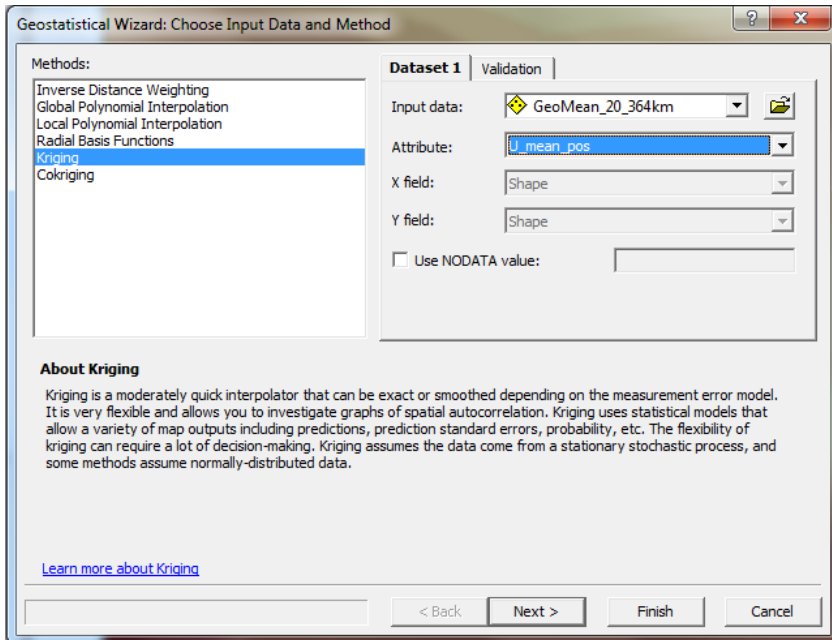 Geostatistical Wizard: Choose Input Data and Method
Methods:
Inverse Distance Weighting
Global Polynomial Interpolation
Local Polynomial Interpolation
Radial Basis Functions
Kriging
Cokriging
Dataset 1
Validation
Input data:
GeoMean_20_364km
Attribute:
U_mean_pos
X field:
Shape
Y field:
Shape
Use NODATA value:
About Kriging
Kriging is a moderately quick interpolator that can be exact or smoothed depending on the measurement error model.
It is very flexible and allows you to investigate graphs of spatial autocorrelation. Kriging uses statistical models that
allow a variety of map outputs including predictions, prediction standard errors, probability, etc. The flexibility of
kriging can require a lot of decision-making. Kriging assumes the data come from a stationary stochastic process, and
some methods assume normally-distributed data.
Learn more about Kriging
< Back
Next >
Finish
Cancel